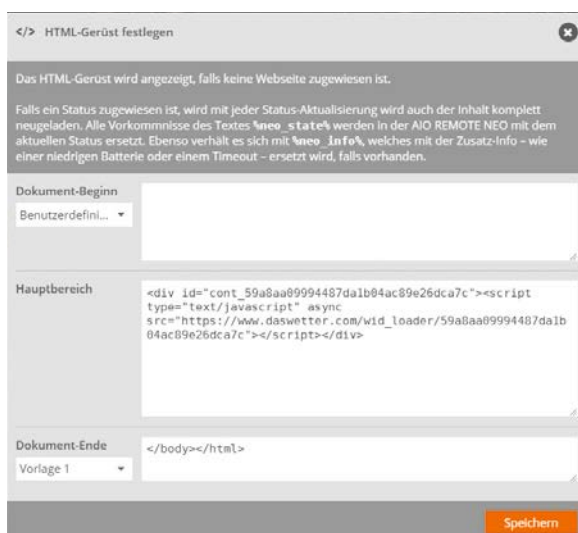 </> HTML-Gerüst festlegen
Das HTML-Gerüst wird angezeigt, falls keine Webseite zugewiesen ist.
Falls ein Status zugewiesen ist, wird mit jeder Status-Aktualisierung wird auch der Inhalt komplett
neugeladen. Alle Vorkommnisse des Textes %neo_state% werden in der AIO REMOTE NEO mit dem
aktuellen Status ersetzt. Ebenso verhält es sich mit %neo_info%, welches mit der Zusatz-Info – wie
einer niedrigen Batterie oder einem Timeout – ersetzt wird, falls vorhanden.
Dokument-Beginn
Benutzerdefini...
Hauptbereich
<div id="cont_59a8aa09994487da1b04ac89e26dca7c"><script
type="text/javascript" async
src="https://www.daswetter.com/wid_loader/59a8aa09994487da1b
04ac89e26dca7c"></script></div>
Dokument-Ende
Vorlage 1
</body></html>
Speichern